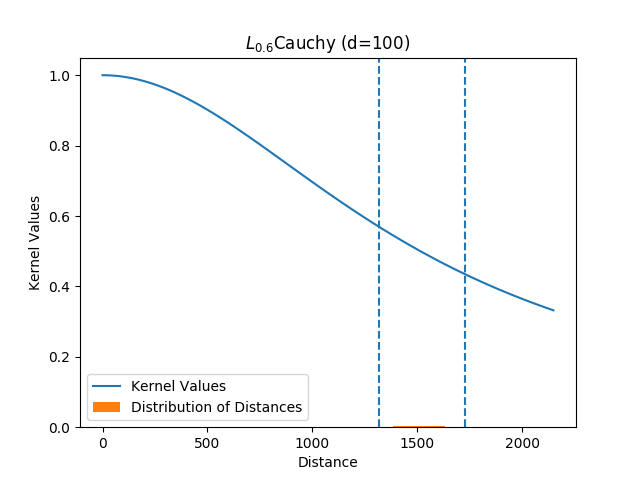 L0.6Cauchy (d=100)
Kernel Values
1.0
0.8
0.6
0.4
0.2
0.0
Kernel Values
Distribution of Distances
0 500 1000 1500 2000
Distance